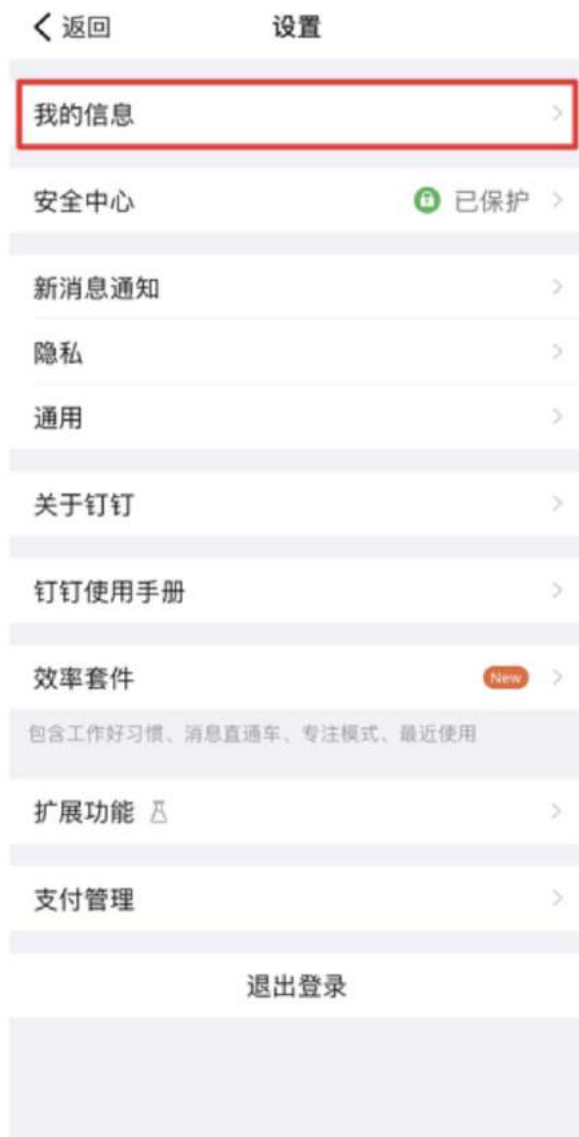 返回
设置
我的信息
安全中心 已保护
新消息通知
隐私
通用
关于钉钉
钉钉使用手册
效率套件 New
包含工作好习惯、消息直通车、专注模式、最近使用
扩展功能
支付管理
退出登录